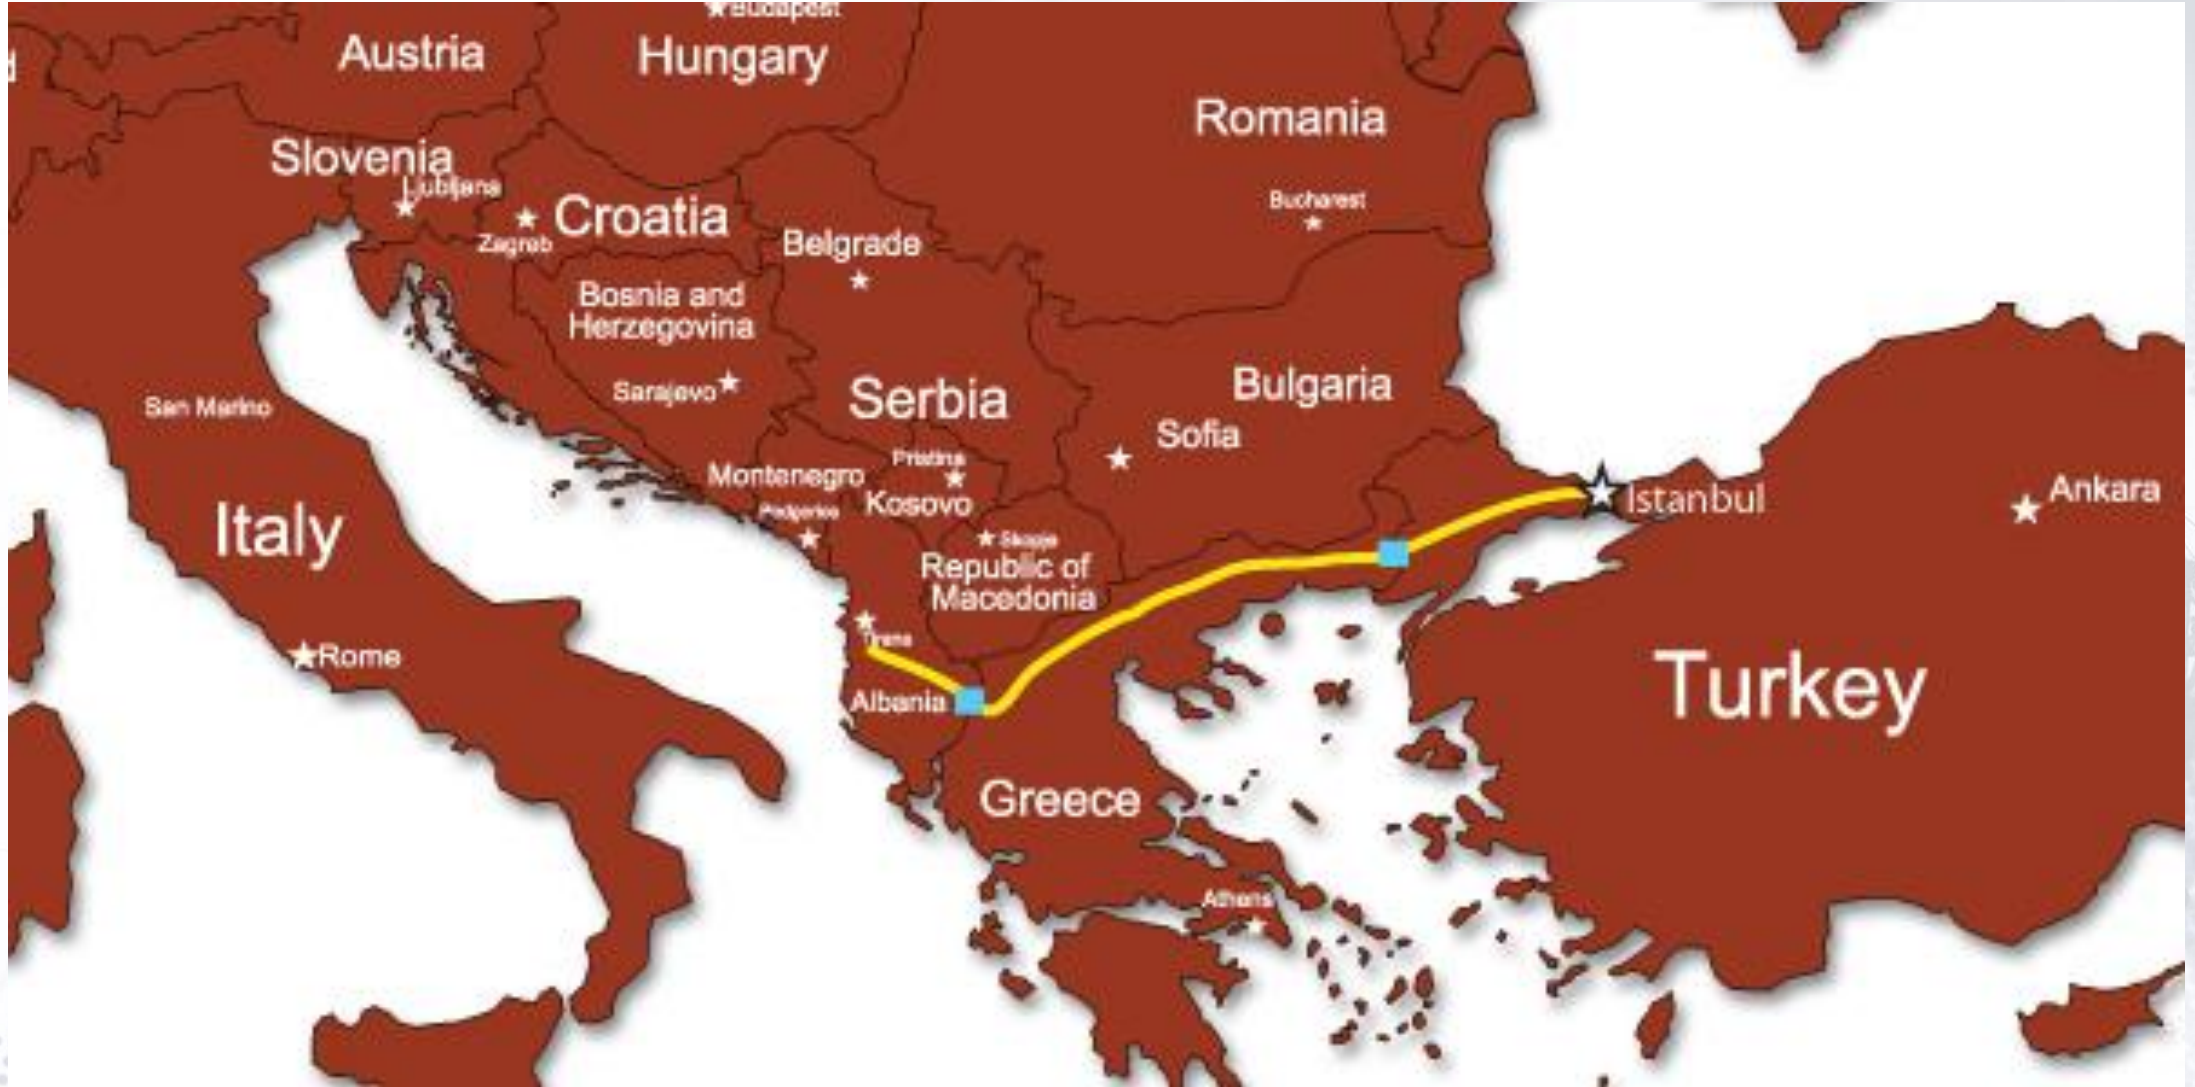 Budapest
Austria
Hungary
Romania
Slovenia
Ljubljana
Bucharest
Croatia
Zagreb
Belgrade
Bosnia and
Herzegovina
Sarajevo
Serbia
Bulgaria
San Marino
Sofia
Pristina
Montenegro
Kosovo
Podgorica
Istanbul
Ankara
Italy
Skopje
Republic of
Macedonia
Tirana
Rome
Albania
Turkey
Greece
Athens